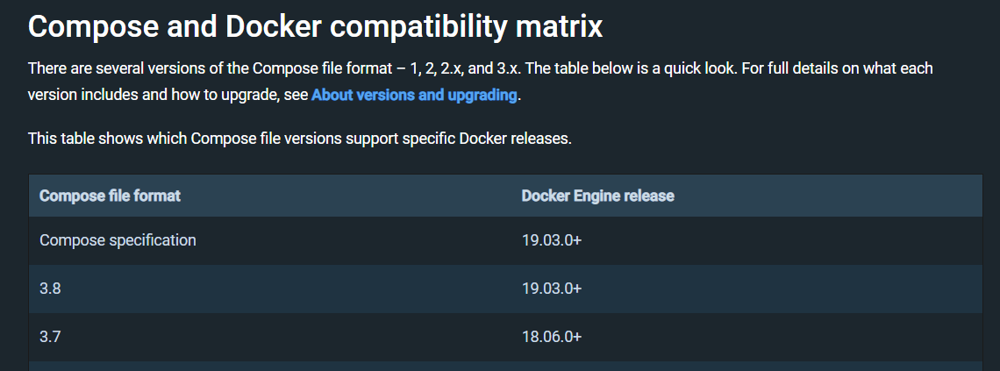 Compose and Docker compatibility matrix
There are several versions of the Compose file format – 1, 2, 2.x, and 3.x. The table below is a quick look. For full details on what each
version includes and how to upgrade, see About versions and upgrading.
This table shows which Compose file versions support specific Docker releases.
Compose file format Docker Engine release
Compose specification 19.03.0+
3.8 19.03.0+
3.7 18.06.0+